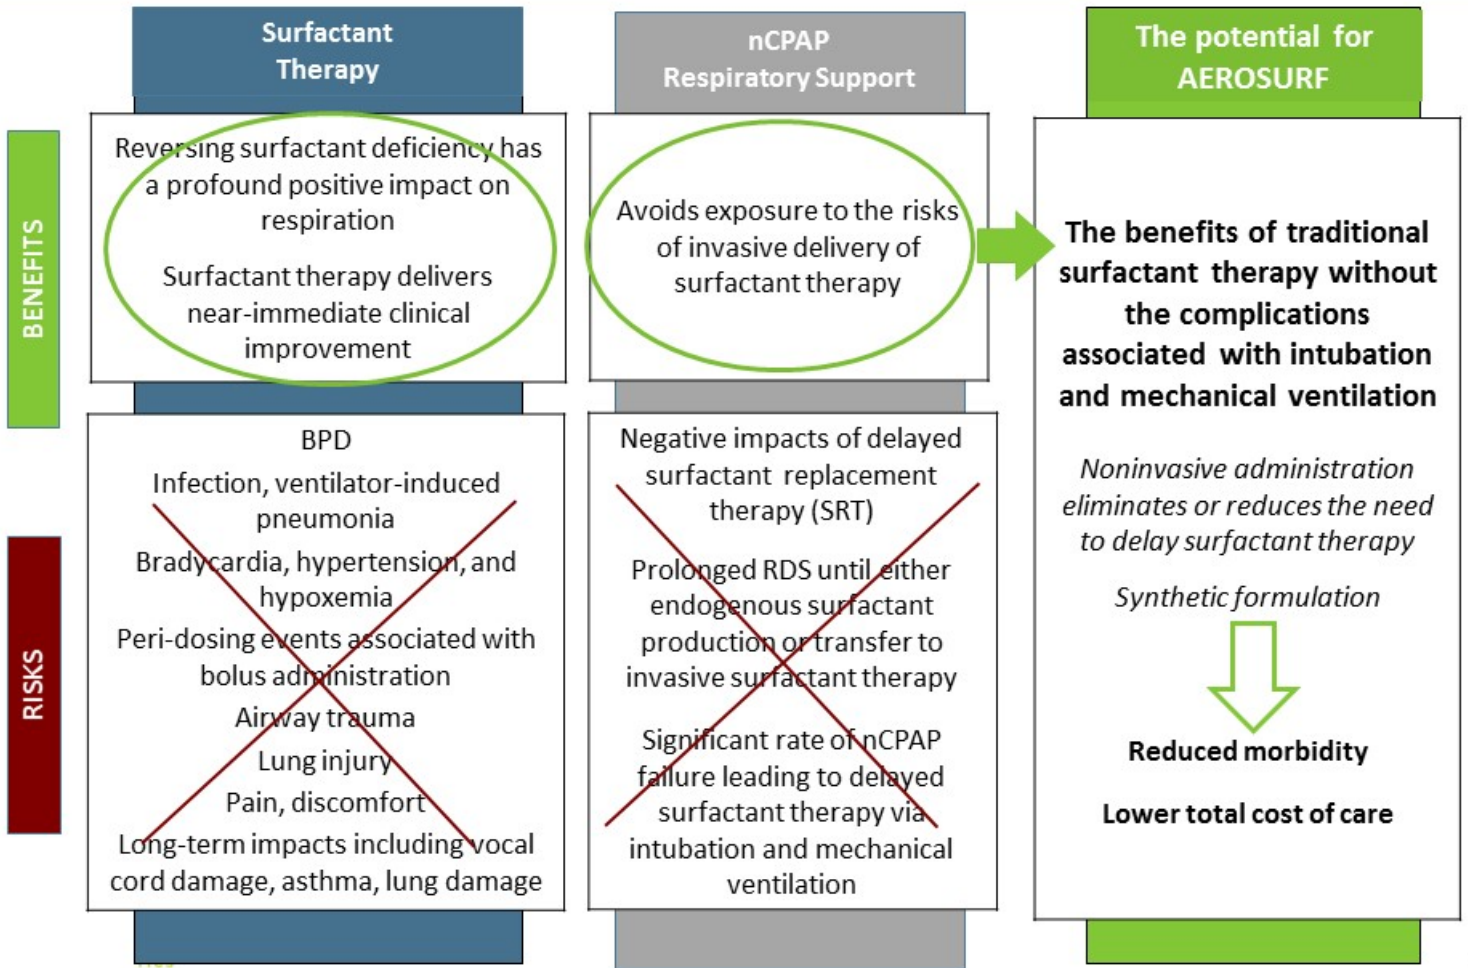 Surfactant
Therapy
nCPAP
Respiratory Support
The potential for
AEROSURF
BENEFITS
Reversing surfactant deficiency has
a profound positive impact on
respiration
Surfactant therapy delivers
near-immediate clinical
improvement
Avoids exposure to the risks
of invasive delivery of
surfactant therapy
RISKS
BPD
Infection, ventilator-induced
pneumonia
Bradycardia, hypertension, and
hypoxemia
Peri-dosing events associated with
bolus administration
Airway trauma
Lung injury
Pain, discomfort
Long-term impacts including vocal
cord damage, asthma, lung damage
Negative impacts of delayed
surfactant replacement
therapy (SRT)
Prolonged RDS until either
endogenous surfactant
production or transfer to
invasive surfactant therapy
Significant rate of nCPAP
failure leading to delayed
surfactant therapy via
intubation and mechanical
ventilation
The benefits of traditional
surfactant therapy without
the complications
associated with intubation
and mechanical ventilation
Noninvasive administration
eliminates or reduces the need
to delay surfactant therapy
Synthetic formulation
Reduced morbidity
Lower total cost of care